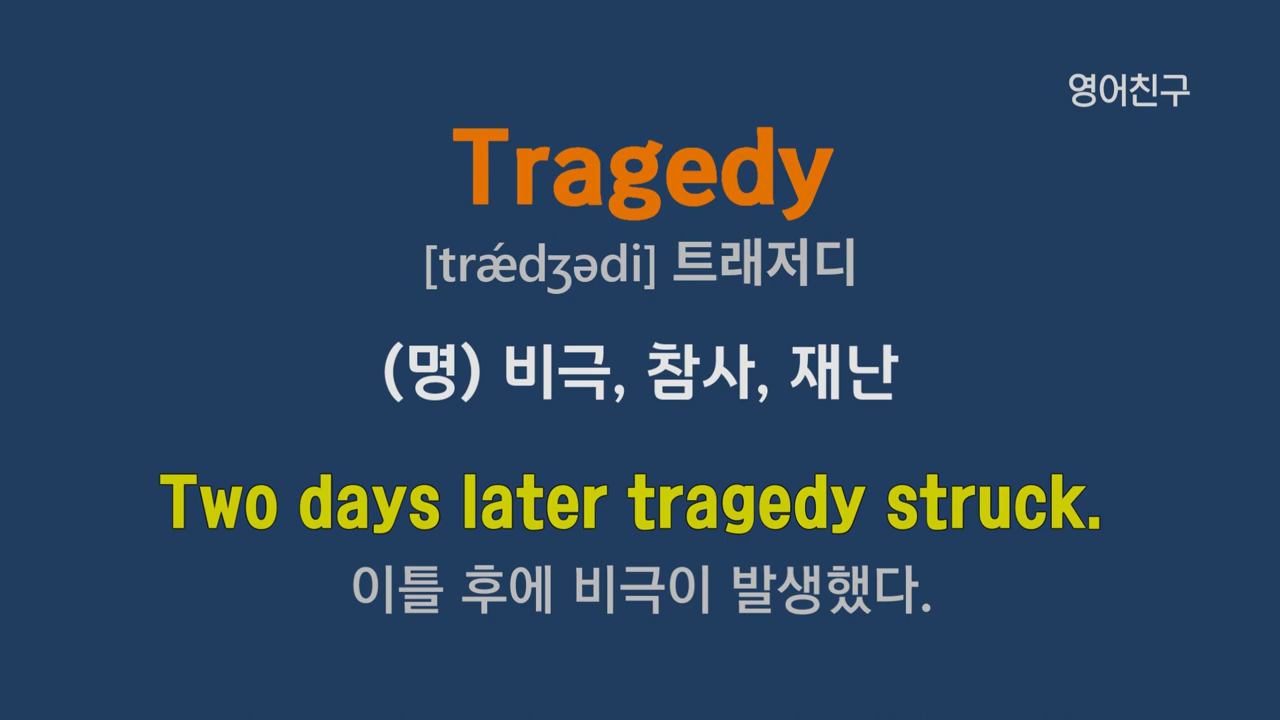 영어친구
Tragedy
[trǽdʒədi] 트래저디
(명) 비극, 참사, 재난
Two days later tragedy struck.
이틀 후에 비극이 발생했다.